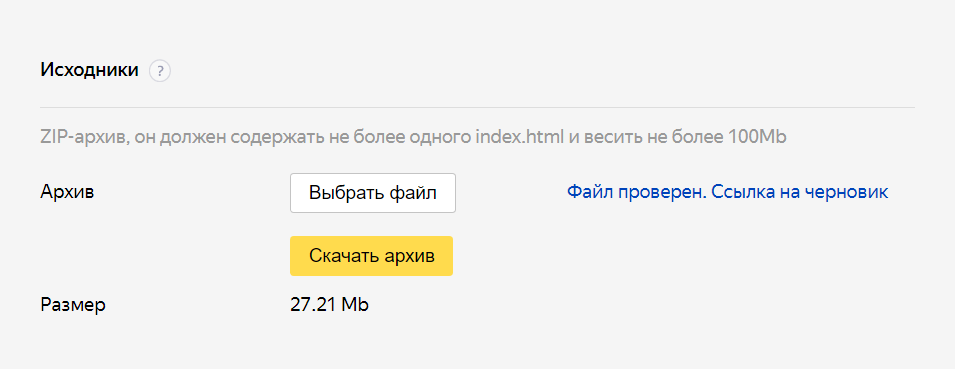 Исходники ?
ZIP-архив, он должен содержать не более одного index.html и весить не более 100Mb
Архив Выбрать файл Файл проверен. Ссылка на черновик
Скачать архив
Размер 27.21 Mb